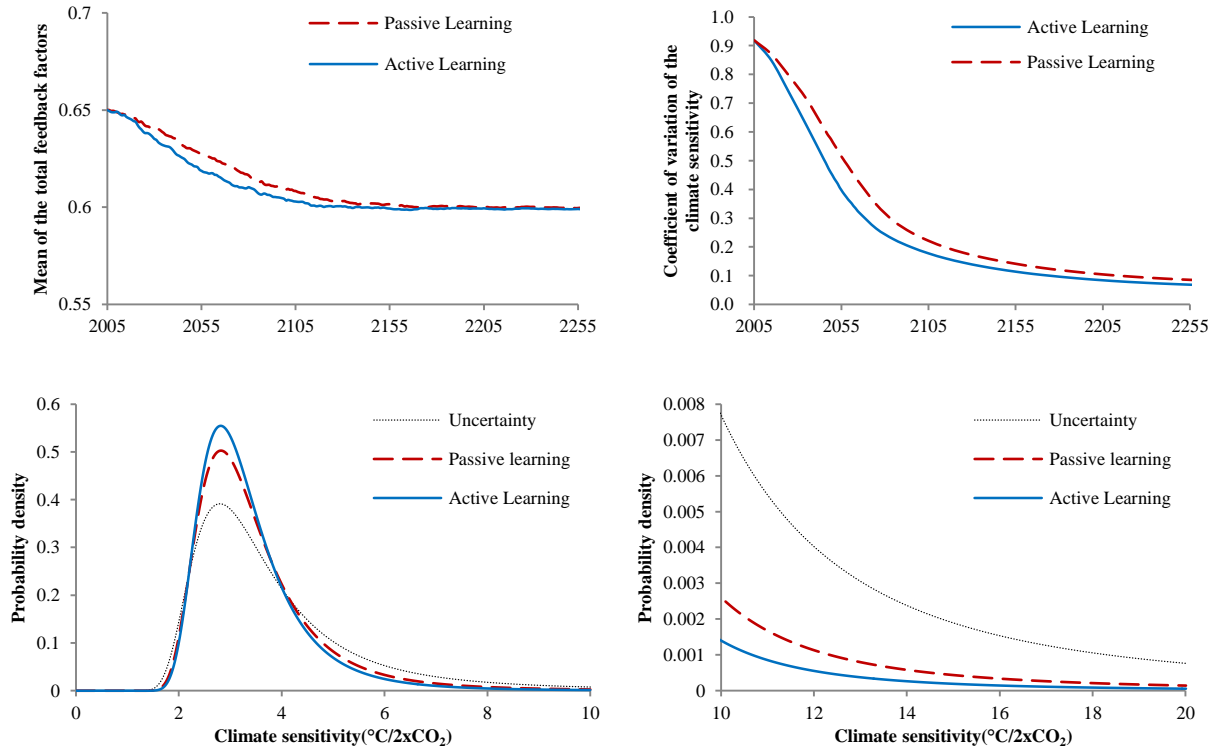 Mean of the total feedback factors
0.7
0.65
0.6
0.55
Passive Learning
Active Learning
2005 2055 2105 2155 2205 2255
Coefficient of variation of the
climate sensitivity
1.0
0.9
0.8
0.7
0.6
0.5
0.4
0.3
0.2
0.1
0.0
Active Learning
Passive Learning
2005 2055 2105 2155 2205 2255
Probability density
0.6
0.5
0.4
0.3
0.2
0.1
0
Uncertainty
Passive learning
Active Learning
0 2 4 6 8 10
Climate sensitivity(°C/2xCO₂)
Probability density
0.008
0.007
0.006
0.005
0.004
0.003
0.002
0.001
0
Uncertainty
Passive learning
Active Learning
10 12 14 16 18 20
Climate sensitivity(°C/2xCO₂)